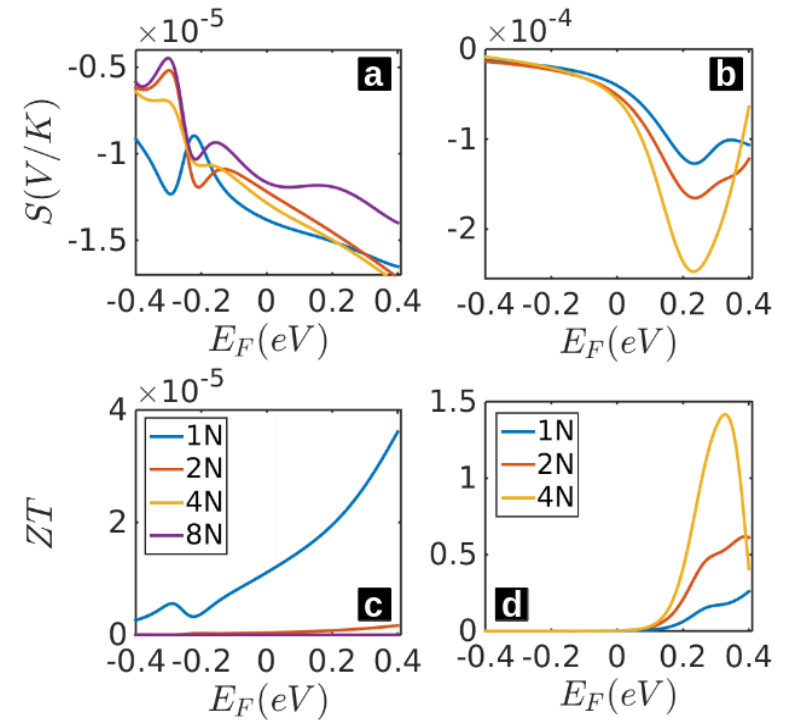 ×10⁻⁵
-0.5
-1
-1.5
S(V/K)
a
-0.4 -0.2 0 0.2 0.4
E_F(eV)
×10⁻⁴
0
-1
-2
b
-0.4 -0.2 0 0.2 0.4
E_F(eV)
×10⁻⁵
4
2
0
ZT
1N
2N
4N
8N
c
-0.4 -0.2 0 0.2 0.4
E_F(eV)
1.5
1
0.5
0
1N
2N
4N
d
-0.4 -0.2 0 0.2 0.4
E_F(eV)